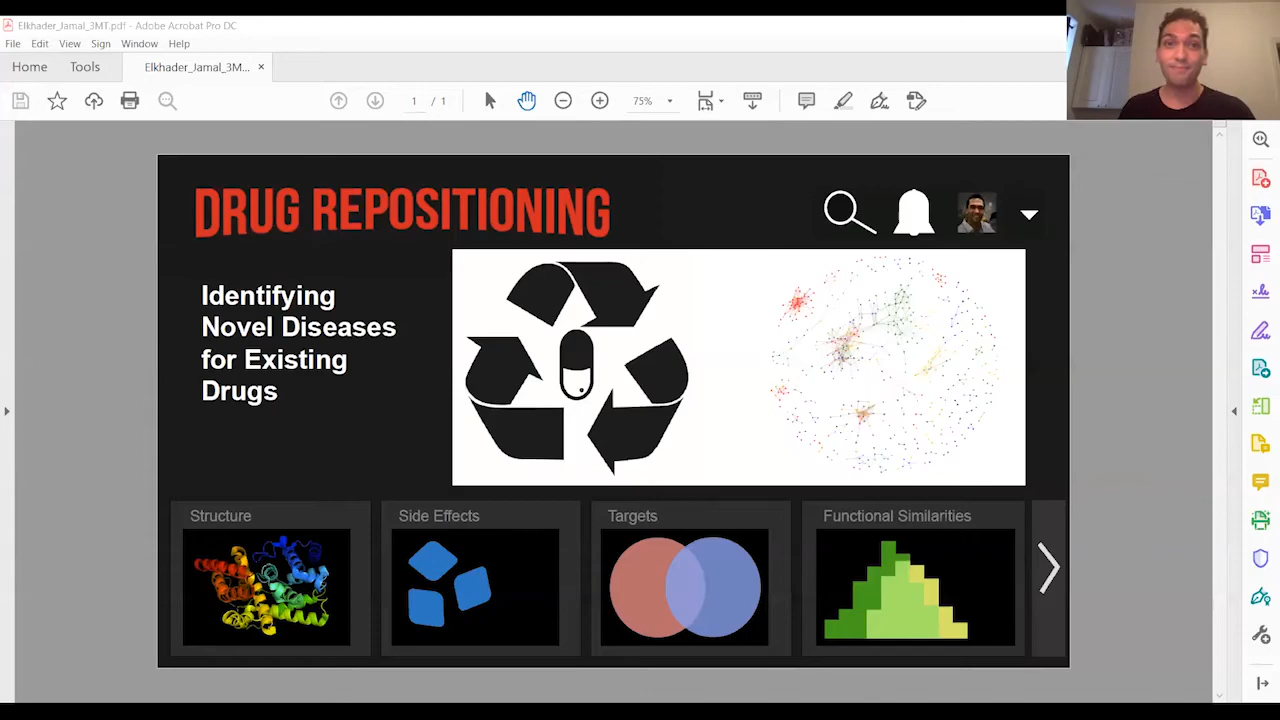 Elkhader_Jamal_3MT.pdf - Adobe Acrobat Pro DC
File Edit View Sign Window Help
Home Tools Elkhader_Jamal_3M... ×
1 / 1 75%
DRUG REPOSITIONING
Identifying
Novel Diseases
for Existing
Drugs
Structure Side Effects Targets Functional Similarities